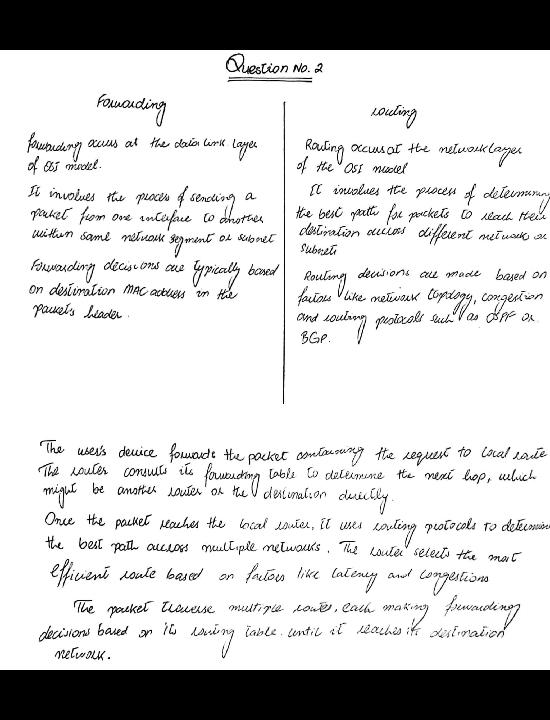 Question No. 2
Forwarding
forwarding occurs at the data link layer
of OSI model.
It involves the process of sending a
packet from one interface to another
within same network segment or subnet
Forwarding decisions are typically based
on destination MAC address in the
packet's header.
routing
Routing occurs at the network layer
of the OSI model
It involves the process of determining
the best path for packets to reach their
distination across different network or
subnets
Routing decisions are made based on
factors like network topology, congestion
and routing protocols such as OSPF or
BGP.
The user's device forwards the packet containing the request to local route
The router consults its forwarding table to determine the next hop, which
might be another router or the destination directly.
Once the packet reaches the local router, It uses routing protocols to determine
the best path across multiple networks. The router selects the most
efficient route based on factors like latency and congestions
The packet traverse multiple routes, each making forwarding
decisions based on its routing table. until it reaches its destination
network.